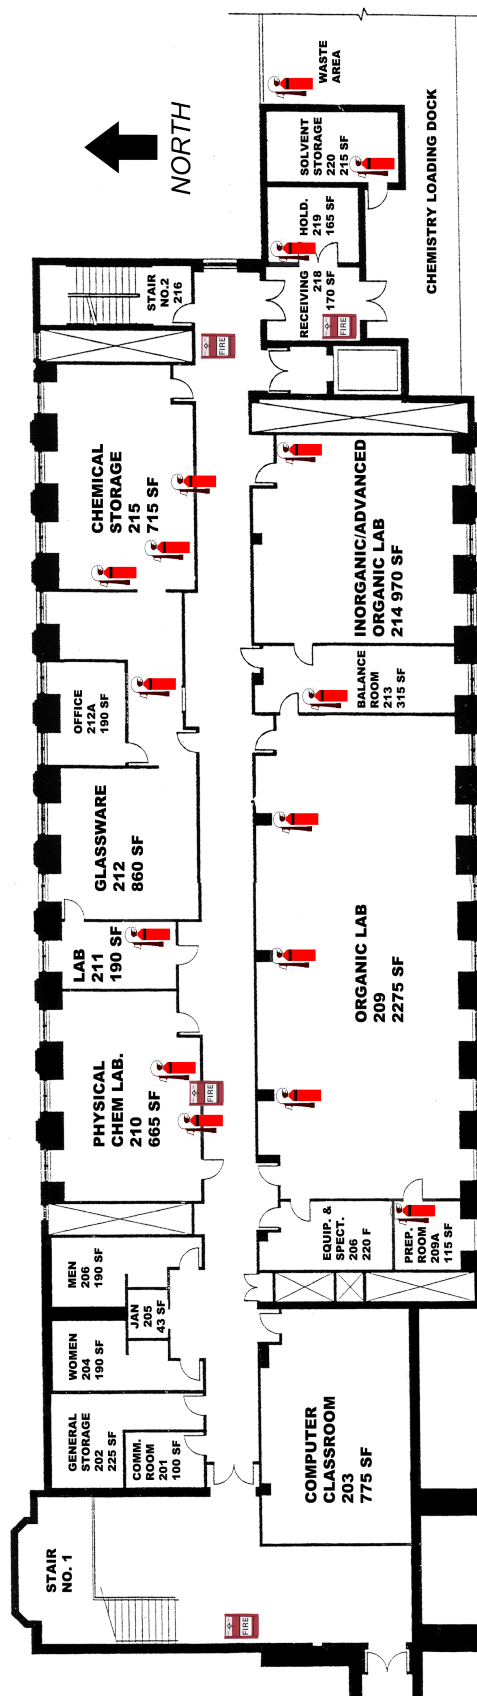 WASTE
AREA
NORTH
SOLVENT
STORAGE
220
215 SF
HOLD.
219
165 SF
CHEMISTRY LOADING DOCK
STAIR
NO.2
216
RECEIVING
218
170 SF
FIRE
FIRE
CHEMICAL
STORAGE
215
715 SF
INORGANIC/ADVANCED
ORGANIC LAB
214 970 SF
OFFICE
212A
190 SF
BALANCE
ROOM
213
315 SF
GLASSWARE
212
860 SF
LAB
211
190 SF
ORGANIC LAB
209
2275 SF
PHYSICAL
CHEM LAB.
210
665 SF
FIRE
EQUIP. &
SPECT.
206
220 F
PREP.
ROOM
209A
115 SF
MEN
206
190 SF
JAN
205
43 SF
WOMEN
204
190 SF
GENERAL
STORAGE
202
225 SF
COMM.
ROOM
201
100 SF
COMPUTER
CLASSROOM
203
775 SF
STAIR
NO. 1
FIRE